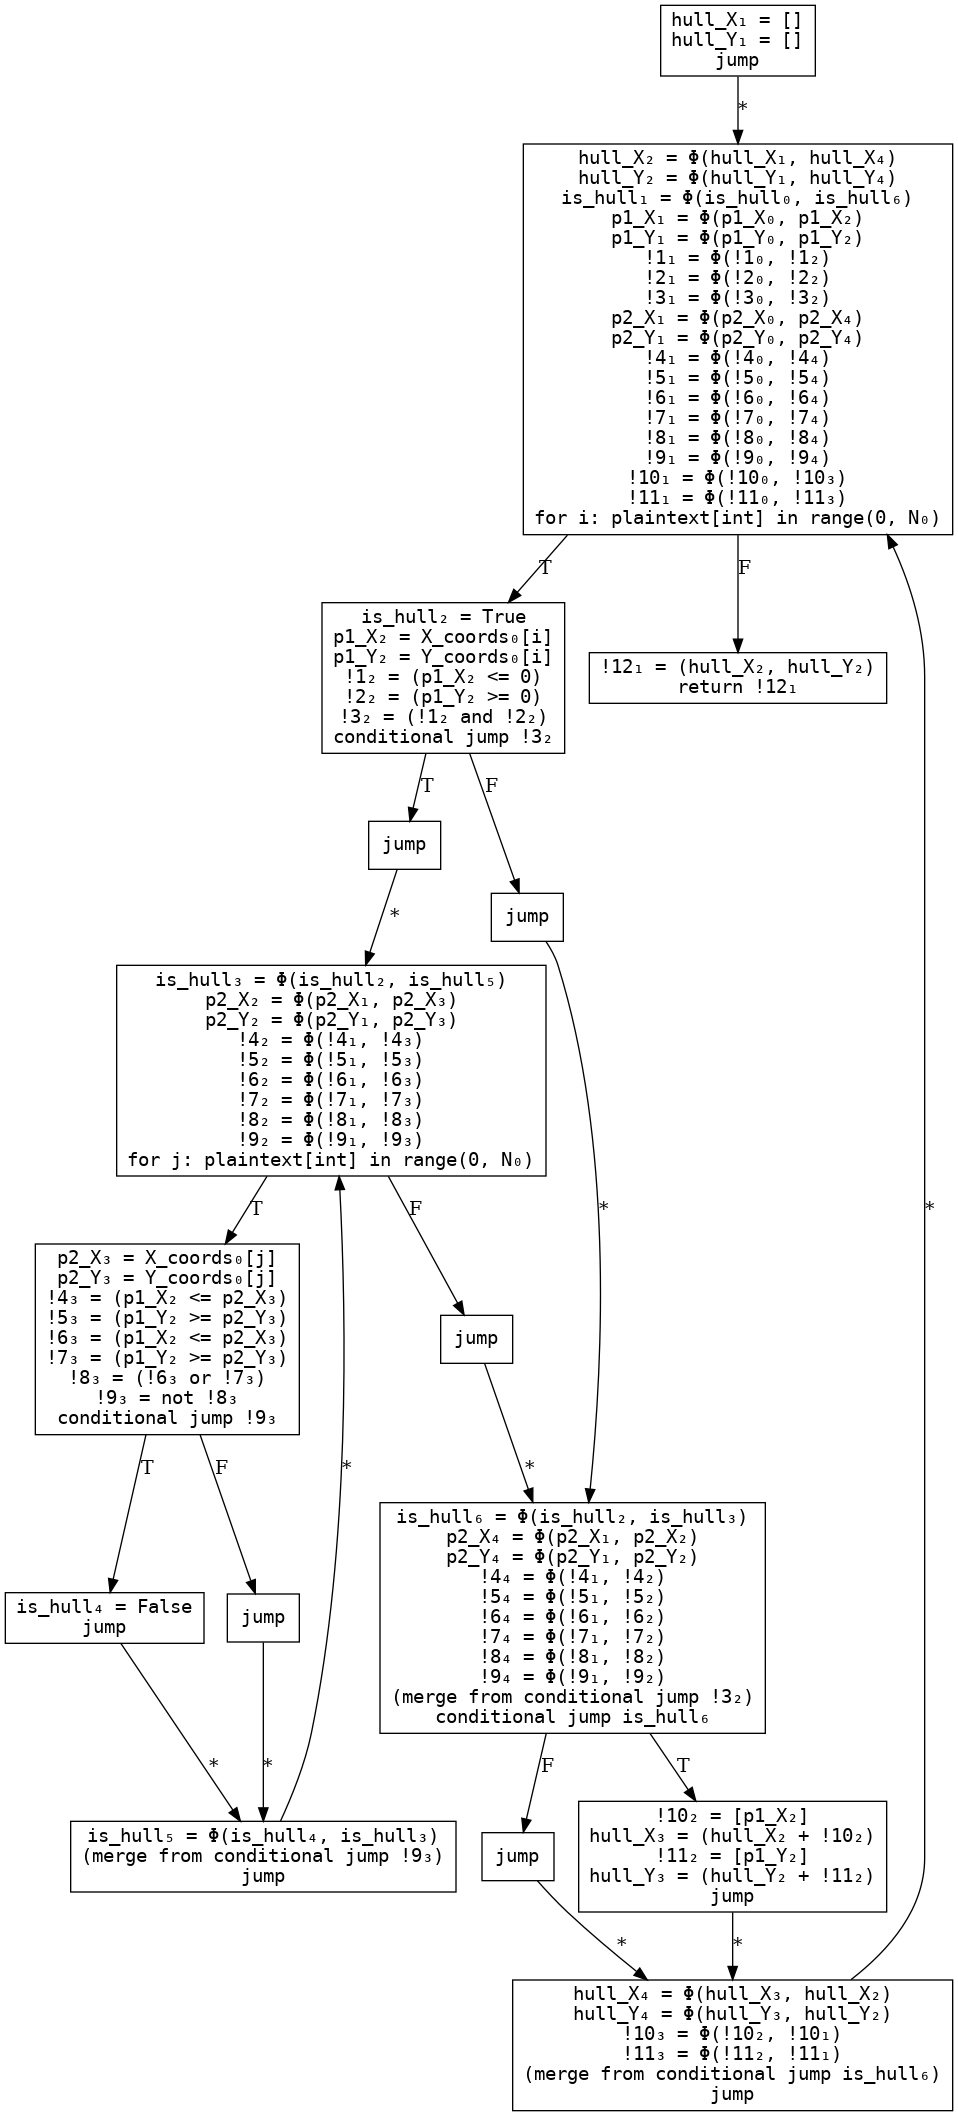 hull_X₁ = []
hull_Y₁ = []
jump
*
hull_X₂ = Φ(hull_X₁, hull_X₄)
hull_Y₂ = Φ(hull_Y₁, hull_Y₄)
is_hull₁ = Φ(is_hull₀, is_hull₆)
p1_X₁ = Φ(p1_X₀, p1_X₂)
p1_Y₁ = Φ(p1_Y₀, p1_Y₂)
!1₁ = Φ(!1₀, !1₂)
!2₁ = Φ(!2₀, !2₂)
!3₁ = Φ(!3₀, !3₂)
p2_X₁ = Φ(p2_X₀, p2_X₄)
p2_Y₁ = Φ(p2_Y₀, p2_Y₄)
!4₁ = Φ(!4₀, !4₄)
!5₁ = Φ(!5₀, !5₄)
!6₁ = Φ(!6₀, !6₄)
!7₁ = Φ(!7₀, !7₄)
!8₁ = Φ(!8₀, !8₄)
!9₁ = Φ(!9₀, !9₄)
!10₁ = Φ(!10₀, !10₃)
!11₁ = Φ(!11₀, !11₃)
for i: plaintext[int] in range(0, N₀)
T
F
is_hull₂ = True
p1_X₂ = X_coords₀[i]
p1_Y₂ = Y_coords₀[i]
!1₂ = (p1_X₂ <= 0)
!2₂ = (p1_Y₂ >= 0)
!3₂ = (!1₂ and !2₂)
conditional jump !3₂
!12₁ = (hull_X₂, hull_Y₂)
return !12₁
T
F
jump
jump
*
is_hull₃ = Φ(is_hull₂, is_hull₅)
p2_X₂ = Φ(p2_X₁, p2_X₃)
p2_Y₂ = Φ(p2_Y₁, p2_Y₃)
!4₂ = Φ(!4₁, !4₃)
!5₂ = Φ(!5₁, !5₃)
!6₂ = Φ(!6₁, !6₃)
!7₂ = Φ(!7₁, !7₃)
!8₂ = Φ(!8₁, !8₃)
!9₂ = Φ(!9₁, !9₃)
for j: plaintext[int] in range(0, N₀)
T
F
*
*
p2_X₃ = X_coords₀[j]
p2_Y₃ = Y_coords₀[j]
!4₃ = (p1_X₂ <= p2_X₃)
!5₃ = (p1_Y₂ >= p2_Y₃)
!6₃ = (p1_X₂ <= p2_X₃)
!7₃ = (p1_Y₂ >= p2_Y₃)
!8₃ = (!6₃ or !7₃)
!9₃ = not !8₃
conditional jump !9₃
jump
T
F
*
*
is_hull₆ = Φ(is_hull₂, is_hull₃)
p2_X₄ = Φ(p2_X₁, p2_X₂)
p2_Y₄ = Φ(p2_Y₁, p2_Y₂)
!4₄ = Φ(!4₁, !4₂)
!5₄ = Φ(!5₁, !5₂)
!6₄ = Φ(!6₁, !6₂)
!7₄ = Φ(!7₁, !7₂)
!8₄ = Φ(!8₁, !8₂)
!9₄ = Φ(!9₁, !9₂)
(merge from conditional jump !3₂)
conditional jump is_hull₆
is_hull₄ = False
jump
jump
*
*
F
T
is_hull₅ = Φ(is_hull₄, is_hull₃)
(merge from conditional jump !9₃)
jump
jump
!10₂ = [p1_X₂]
hull_X₃ = (hull_X₂ + !10₂)
!11₂ = [p1_Y₂]
hull_Y₃ = (hull_Y₂ + !11₂)
jump
*
*
hull_X₄ = Φ(hull_X₃, hull_X₂)
hull_Y₄ = Φ(hull_Y₃, hull_Y₂)
!10₃ = Φ(!10₂, !10₁)
!11₃ = Φ(!11₂, !11₁)
(merge from conditional jump is_hull₆)
jump